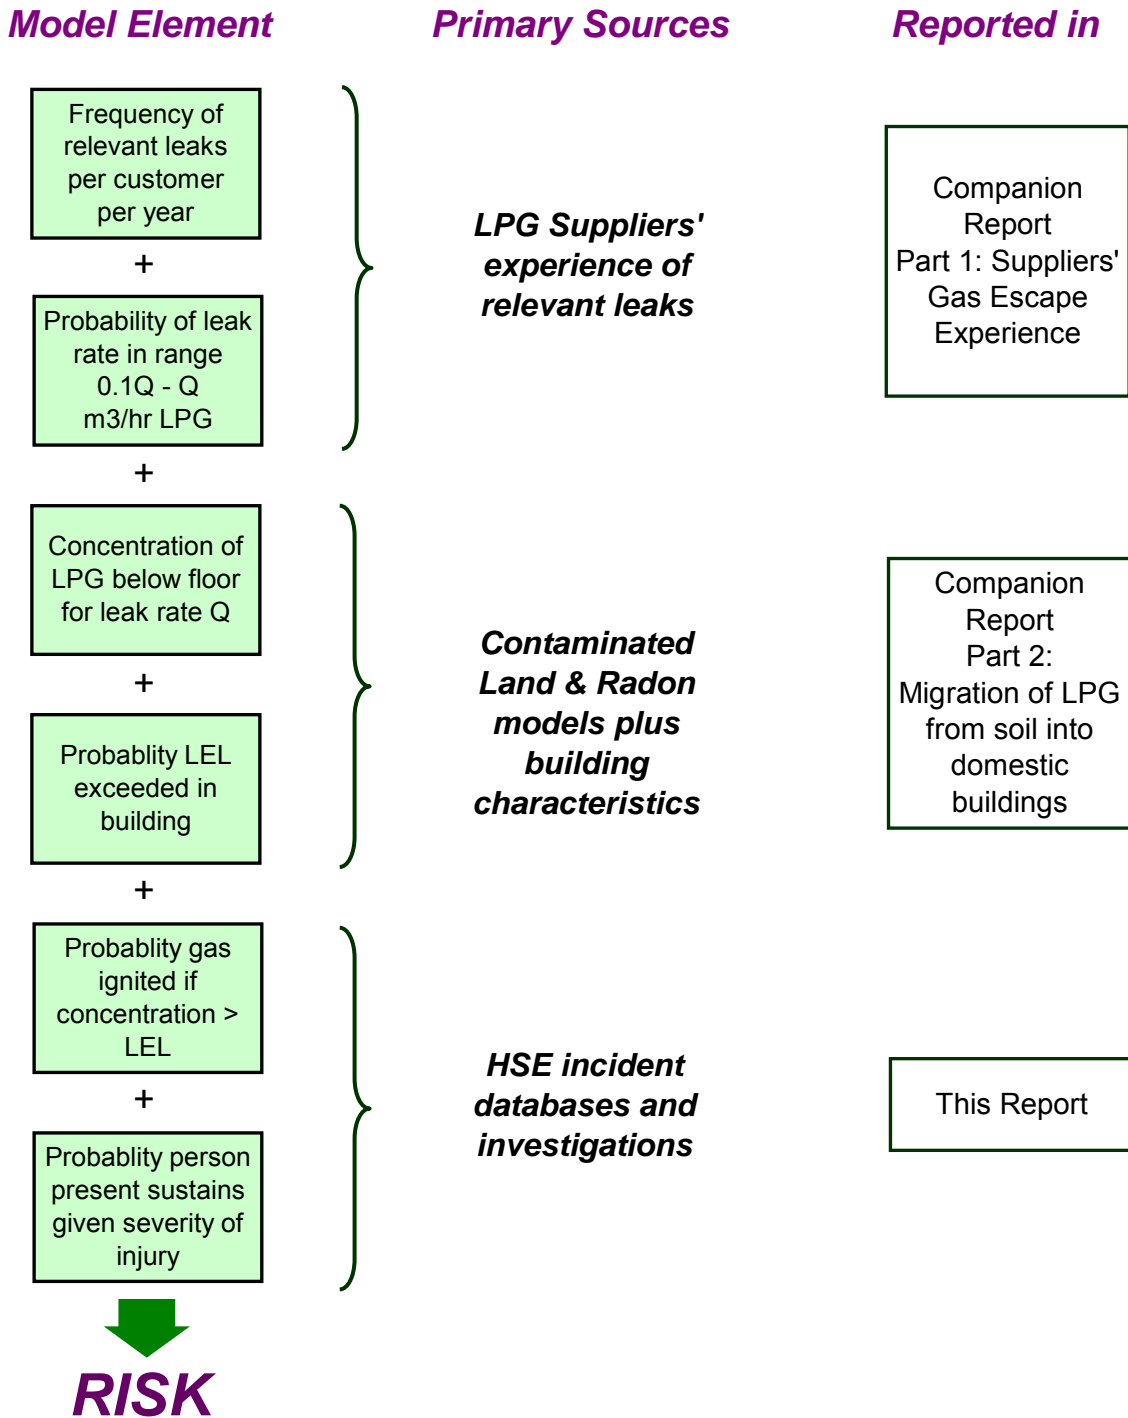 Model Element
Primary Sources
Reported in
Frequency of
relevant leaks
per customer
per year
+
Probability of leak
rate in range
0.1Q - Q
m3/hr LPG
LPG Suppliers'
experience of
relevant leaks
Companion
Report
Part 1: Suppliers'
Gas Escape
Experience
+
Concentration of
LPG below floor
for leak rate Q
+
Probablity LEL
exceeded in
building
Contaminated
Land & Radon
models plus
building
characteristics
Companion
Report
Part 2:
Migration of LPG
from soil into
domestic
buildings
+
Probablity gas
ignited if
concentration >
LEL
+
Probablity person
present sustains
given severity of
injury
HSE incident
databases and
investigations
This Report
RISK